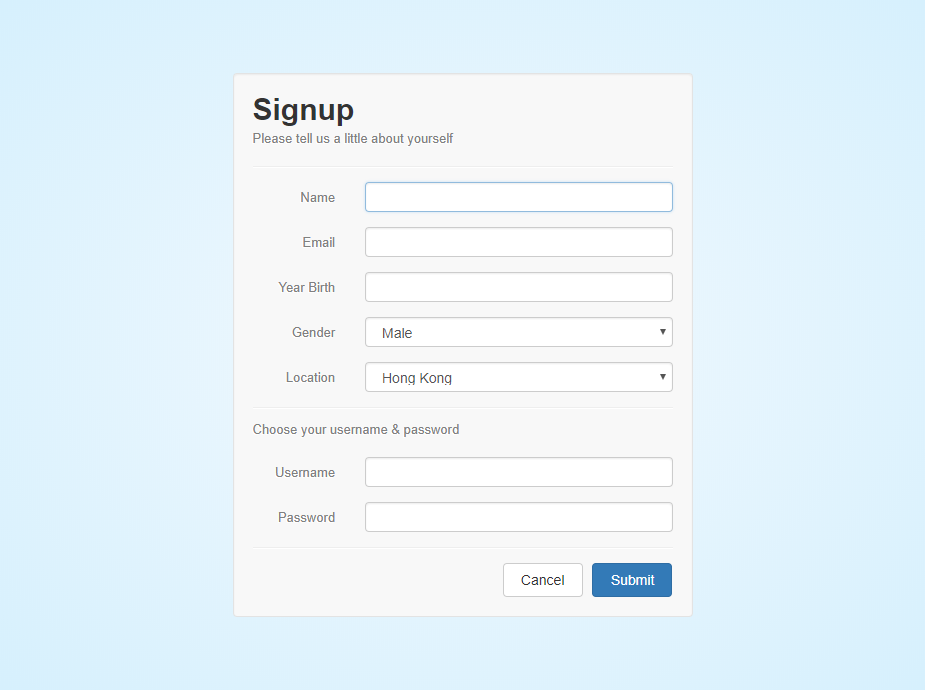 Signup
Please tell us a little about yourself
Name
Email
Year Birth
Gender Male
Location Hong Kong
Choose your username & password
Username
Password
Cancel Submit